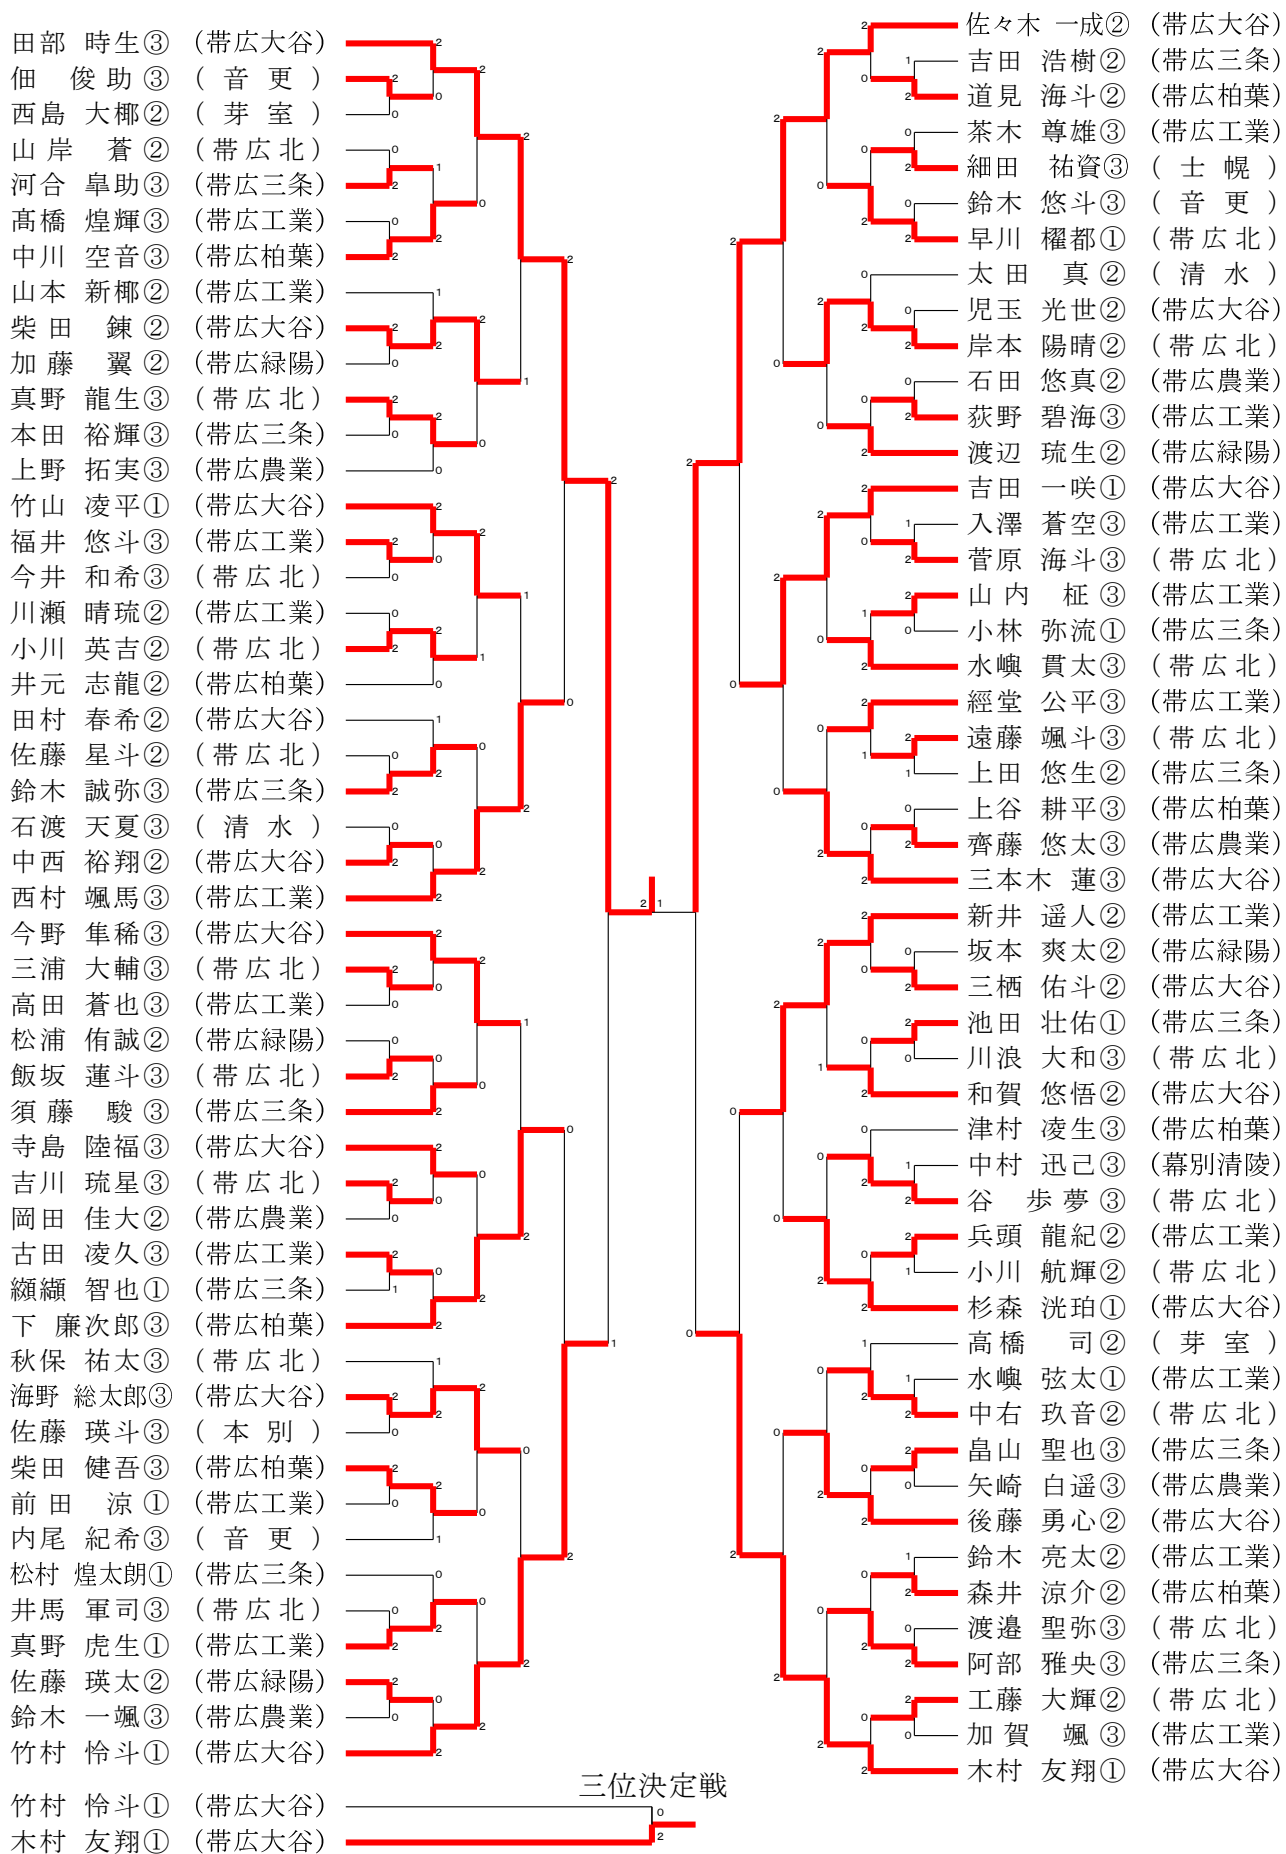 田部 時生③ (帯広大谷)
佃 俊助③ (音更)
西島 大梛② (芽室)
山岸 蒼② (帯広北)
河合 皐助③ (帯広三条)
髙橋 煌輝③ (帯広工業)
中川 空音③ (帯広柏葉)
山本 新梛② (帯広工業)
柴田 錬② (帯広大谷)
加藤 翼② (帯広緑陽)
真野 龍生③ (帯広北)
本田 裕輝③ (帯広三条)
上野 拓実③ (帯広農業)
竹山 凌平① (帯広大谷)
福井 悠斗③ (帯広工業)
今井 和希③ (帯広北)
川瀬 晴琉② (帯広工業)
小川 英吉② (帯広北)
井元 志龍② (帯広柏葉)
田村 春希② (帯広大谷)
佐藤 星斗② (帯広北)
鈴木 誠弥③ (帯広三条)
石渡 天夏③ (清水)
中西 裕翔② (帯広大谷)
西村 颯馬③ (帯広工業)
今野 隼稀③ (帯広大谷)
三浦 大輔③ (帯広北)
高田 蒼也③ (帯広工業)
松浦 侑誠② (帯広緑陽)
飯坂 蓮斗③ (帯広北)
須藤 駿③ (帯広三条)
寺島 陸福③ (帯広大谷)
吉川 琉星③ (帯広北)
岡田 佳大② (帯広農業)
古田 凌久③ (帯広工業)
纐纈 智也① (帯広三条)
下 廉次郎③ (帯広柏葉)
秋保 祐太③ (帯広北)
海野 総太郎③ (帯広大谷)
佐藤 瑛斗③ (本別)
柴田 健吾③ (帯広柏葉)
前田 涼① (帯広工業)
内尾 紀希③ (音更)
松村 煌太朗① (帯広三条)
井馬 軍司③ (帯広北)
真野 虎生① (帯広工業)
佐藤 瑛太② (帯広緑陽)
鈴木 一颯③ (帯広農業)
竹村 怜斗① (帯広大谷)
佐々木 一成② (帯広大谷)
吉田 浩樹② (帯広三条)
道見 海斗② (帯広柏葉)
茶木 尊雄③ (帯広工業)
細田 祐資③ (士幌)
鈴木 悠斗③ (音更)
早川 櫂都① (帯広北)
太田 真② (清水)
児玉 光世② (帯広大谷)
岸本 陽晴② (帯広北)
石田 悠真② (帯広農業)
荻野 碧海③ (帯広工業)
渡辺 琉生② (帯広緑陽)
吉田 一咲① (帯広大谷)
入澤 蒼空③ (帯広工業)
菅原 海斗③ (帯広北)
山内 柾③ (帯広工業)
小林 弥流① (帯広三条)
水嶼 貫太③ (帯広北)
經堂 公平③ (帯広工業)
遠藤 颯斗③ (帯広北)
上田 悠生② (帯広三条)
上谷 耕平③ (帯広柏葉)
齊藤 悠太③ (帯広農業)
三本木 蓮③ (帯広大谷)
新井 遥人② (帯広工業)
坂本 爽太② (帯広緑陽)
三栖 佑斗② (帯広大谷)
池田 壮佑① (帯広三条)
川浪 大和③ (帯広北)
和賀 悠悟② (帯広大谷)
津村 凌生③ (帯広柏葉)
中村 迅己③ (幕別清陵)
谷 歩夢③ (帯広北)
兵頭 龍紀② (帯広工業)
小川 航輝② (帯広北)
杉森 洸珀① (帯広大谷)
高橋 司② (芽室)
水嶼 弦太① (帯広工業)
中右 玖音② (帯広北)
畠山 聖也③ (帯広三条)
矢崎 白遥③ (帯広農業)
後藤 勇心② (帯広大谷)
鈴木 亮太② (帯広工業)
森井 涼介② (帯広柏葉)
渡邉 聖弥③ (帯広北)
阿部 雅央③ (帯広三条)
工藤 大輝② (帯広北)
加賀 颯③ (帯広工業)
木村 友翔① (帯広大谷)
三位決定戦
竹村 怜斗① (帯広大谷)
木村 友翔① (帯広大谷)